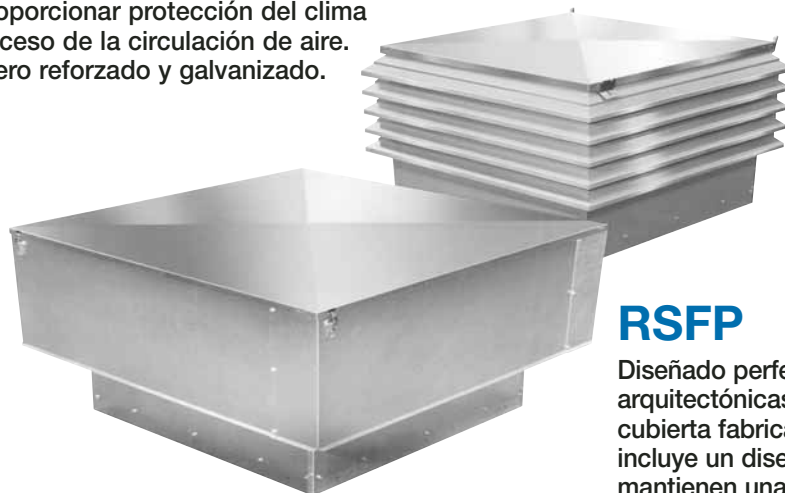 oporcionar protección del clima
ceso de la circulación de aire.
ero reforzado y galvanizado.
RSFP
Diseñado perfe
arquitectónicas
cubierta fabrica
incluye un dise
mantienen una